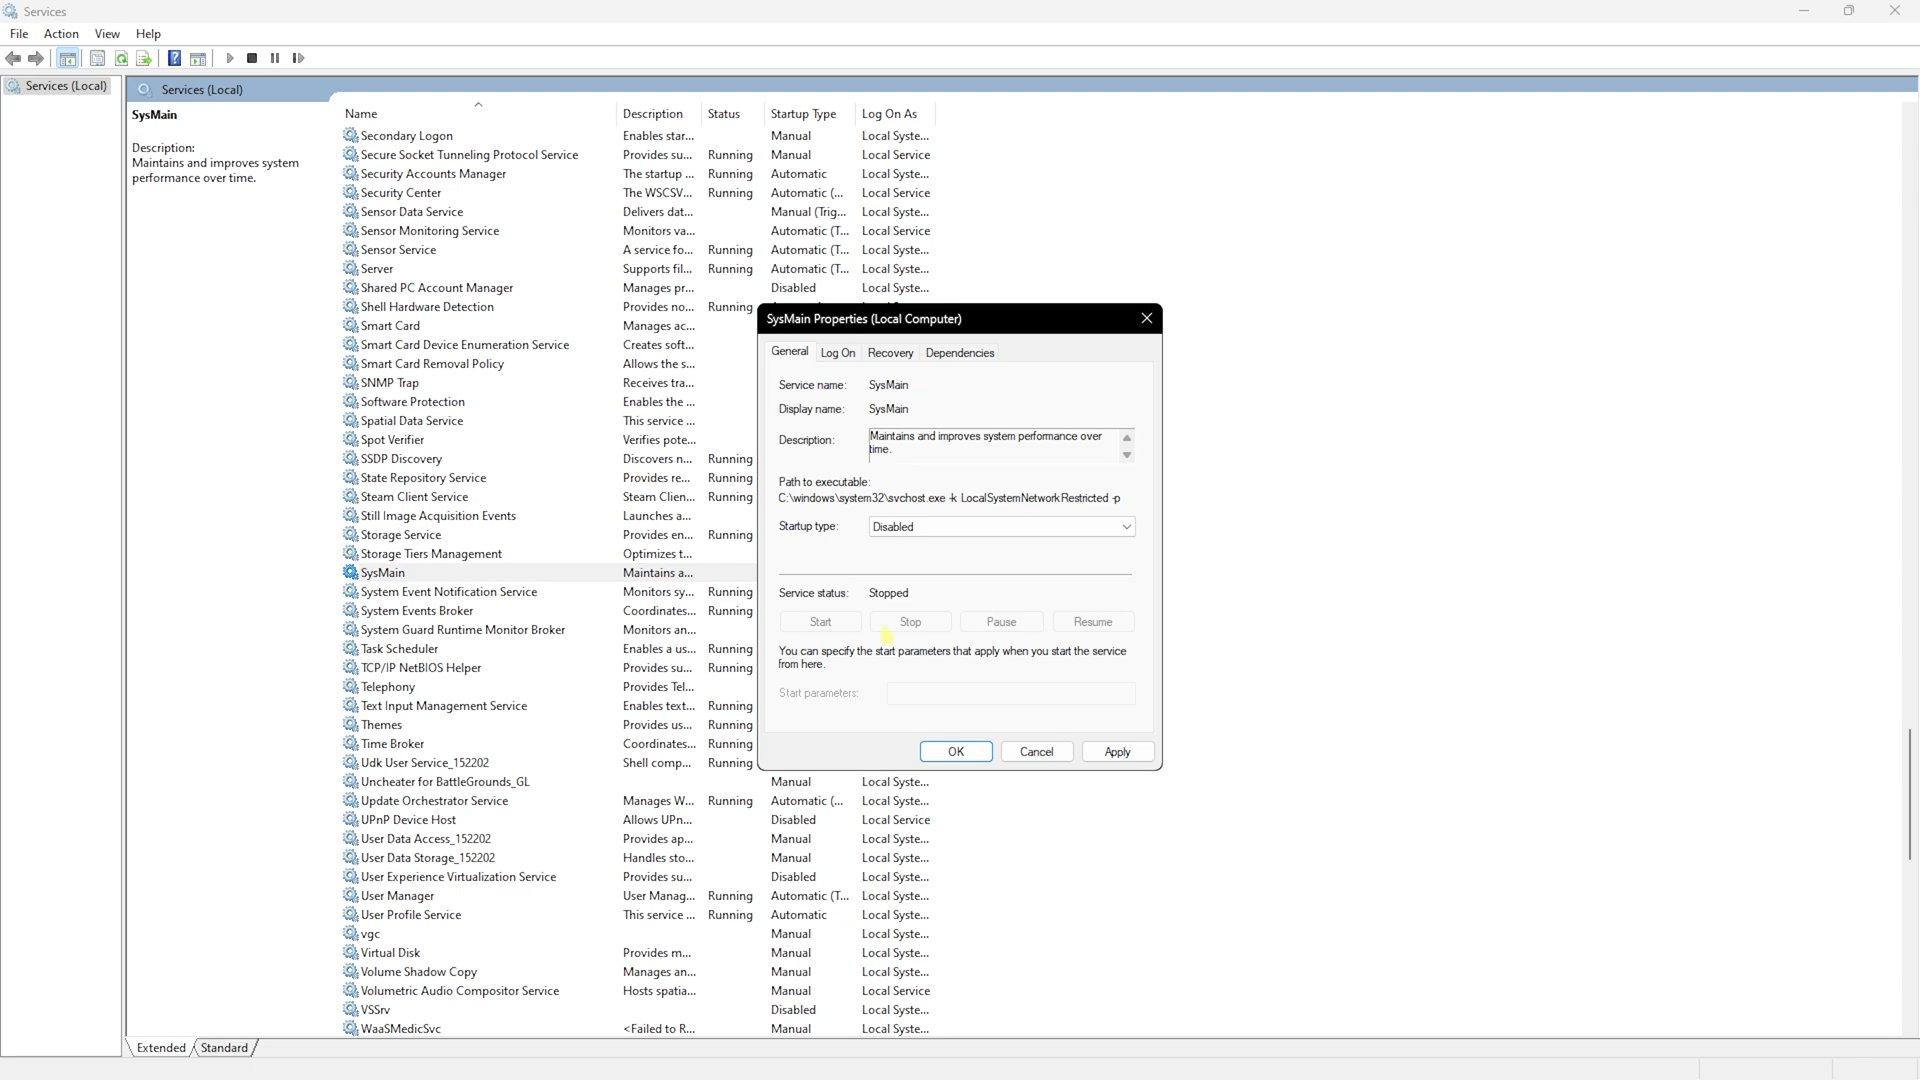 Services
File Action View Help
Services (Local)
Services (Local)
SysMain
Description:
Maintains and improves system
performance over time.
Name Description Status Startup Type Log On As
Secondary Logon Enables star... Manual Local Syste...
Secure Socket Tunneling Protocol Service Provides su... Running Manual Local Service
Security Accounts Manager The startup ... Running Automatic Local Syste...
Security Center The WSCSV... Running Automatic (... Local Service
Sensor Data Service Delivers dat... Manual (Trig... Local Syste...
Sensor Monitoring Service Monitors va... Automatic (T... Local Service
Sensor Service A service fo... Running Automatic (T... Local Syste...
Server Supports fil... Running Automatic (T... Local Syste...
Shared PC Account Manager Manages pr... Disabled Local Syste...
Shell Hardware Detection Provides no... Running
Smart Card Manages ac...
Smart Card Device Enumeration Service Creates soft...
Smart Card Removal Policy Allows the s...
SNMP Trap Receives tra...
Software Protection Enables the ...
Spatial Data Service This service ...
Spot Verifier Verifies pote...
SSDP Discovery Discovers n... Running
State Repository Service Provides re... Running
Steam Client Service Steam Clien... Running
Still Image Acquisition Events Launches a...
Storage Service Provides en... Running
Storage Tiers Management Optimizes t...
SysMain Maintains a...
System Event Notification Service Monitors sy... Running
System Events Broker Coordinates... Running
System Guard Runtime Monitor Broker Monitors an...
Task Scheduler Enables a us... Running
TCP/IP NetBIOS Helper Provides su... Running
Telephony Provides Tel...
Text Input Management Service Enables text... Running
Themes Provides us... Running
Time Broker Coordinates... Running
Udk User Service_152202 Shell comp... Running
Uncheater for BattleGrounds_GL Manual Local Syste...
Update Orchestrator Service Manages W... Running Automatic (... Local Syste...
UPnP Device Host Allows UPn... Disabled Local Service
User Data Access_152202 Provides ap... Manual Local Syste...
User Data Storage_152202 Handles sto... Manual Local Syste...
User Experience Virtualization Service Provides su... Disabled Local Syste...
User Manager User Manag... Running Automatic (T... Local Syste...
User Profile Service This service ... Running Automatic Local Syste...
vgc Manual Local Syste...
Virtual Disk Provides m... Manual Local Syste...
Volume Shadow Copy Manages an... Manual Local Syste...
Volumetric Audio Compositor Service Hosts spatia... Manual Local Service
VSSrv Disabled Local Syste...
WaaSMedicSvc <Failed to R... Manual Local Syste...
SysMain Properties (Local Computer)
General Log On Recovery Dependencies
Service name: SysMain
Display name: SysMain
Description: Maintains and improves system performance over
time.
Path to executable:
C:\windows\system32\svchost.exe -k LocalSystemNetworkRestricted -p
Startup type: Disabled
Service status: Stopped
Start Stop Pause Resume
You can specify the start parameters that apply when you start the service
from here.
Start parameters:
OK Cancel Apply
Extended Standard